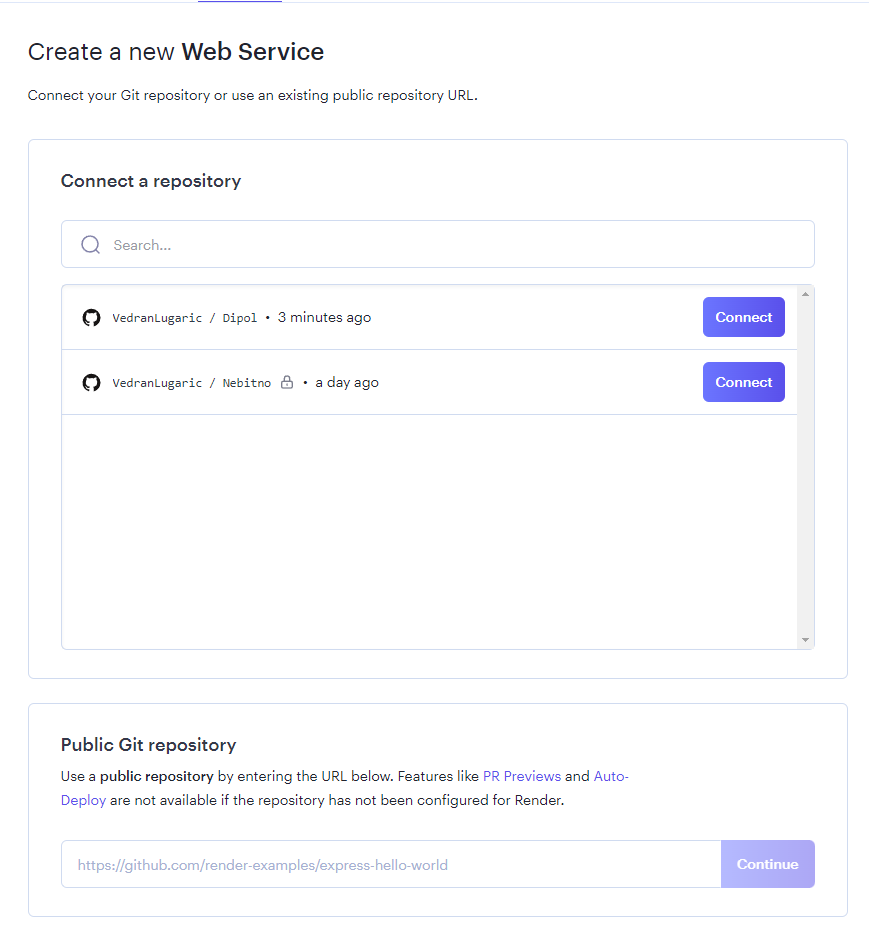 Create a new Web Service
Connect your Git repository or use an existing public repository URL.
Connect a repository
Search...
VedranLugaric / Dipol • 3 minutes ago
Connect
VedranLugaric / Nebitno • a day ago
Connect
Public Git repository
Use a public repository by entering the URL below. Features like PR Previews and Auto-
Deploy are not available if the repository has not been configured for Render.
https://github.com/render-examples/express-hello-world
Continue